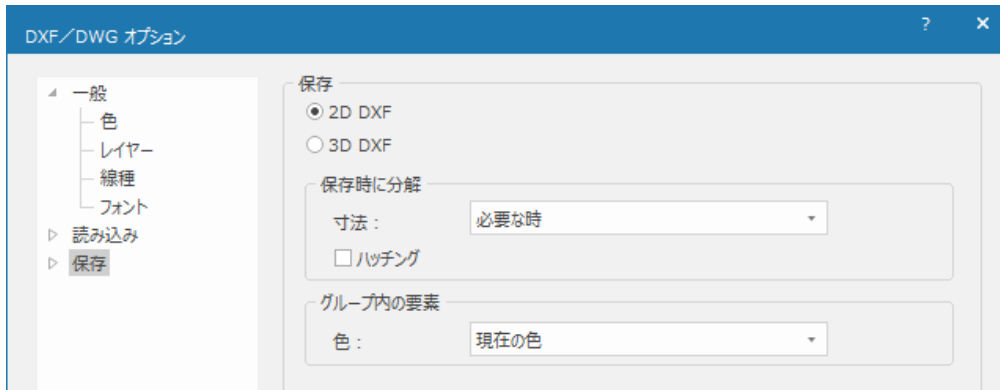 DXF／DWG オプション
?
×
一般
色
レイヤー
線種
フォント
読み込み
保存
保存
2D DXF
3D DXF
保存時に分解
寸法 : 必要な時
ハッチング
グループ内の要素
色 : 現在の色